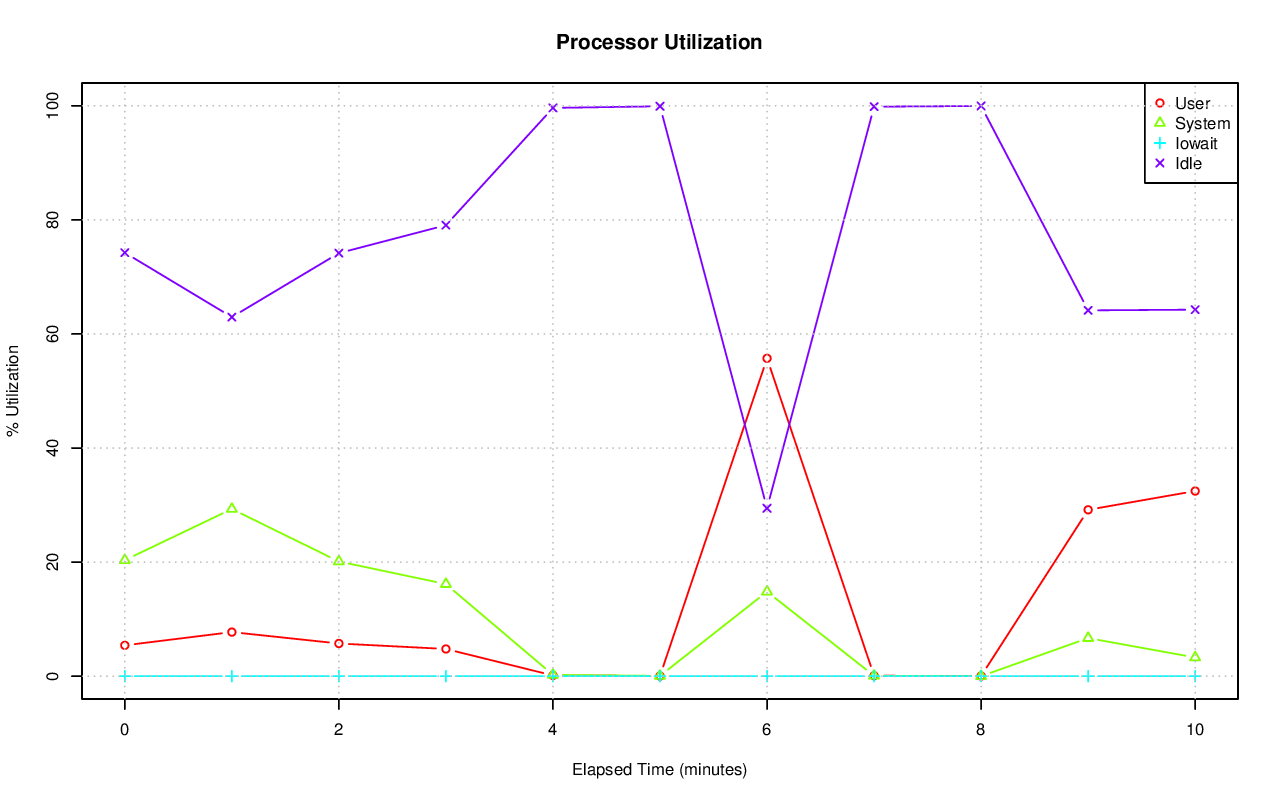 Processor Utilization
% Utilization
100
80
60
40
20
0
User
System
Iowait
Idle
0 2 4 6 8 10
Elapsed Time (minutes)